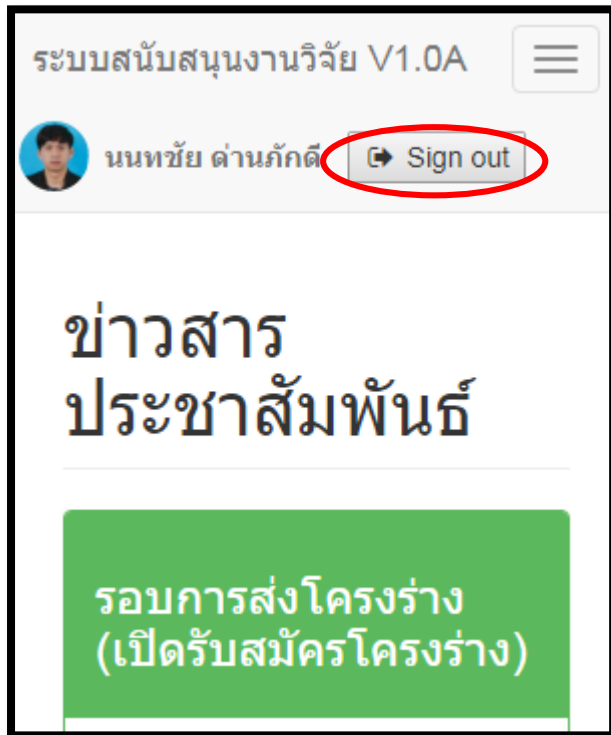 ระบบสนับสนุนงานวิจัย V1.0A
นนทชัย ด่านภักดี Sign out
ข่าวสาร
ประชาสัมพันธ์
รอบการส่งโครงร่าง
(เปิดรับสมัครโครงร่าง)